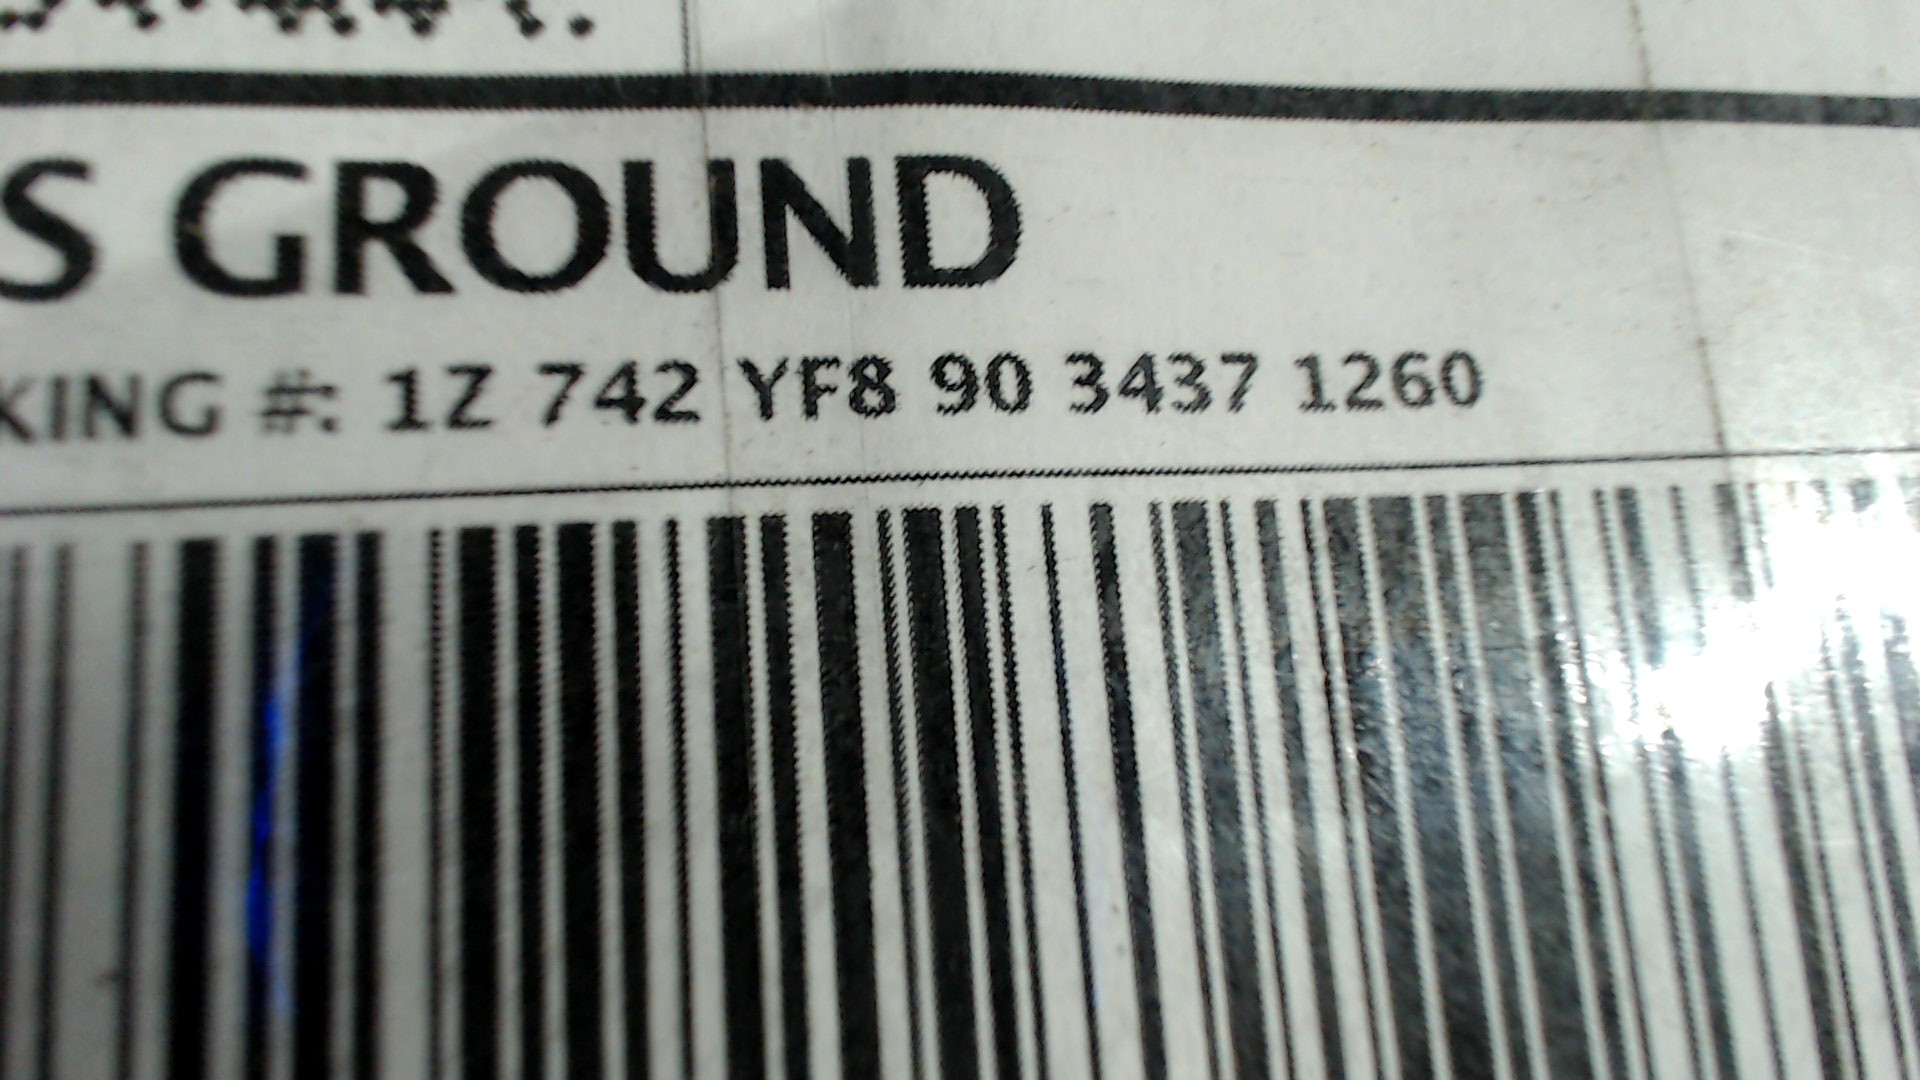 S GROUND
KING #: 1Z 742 YF8 90 3437 1260